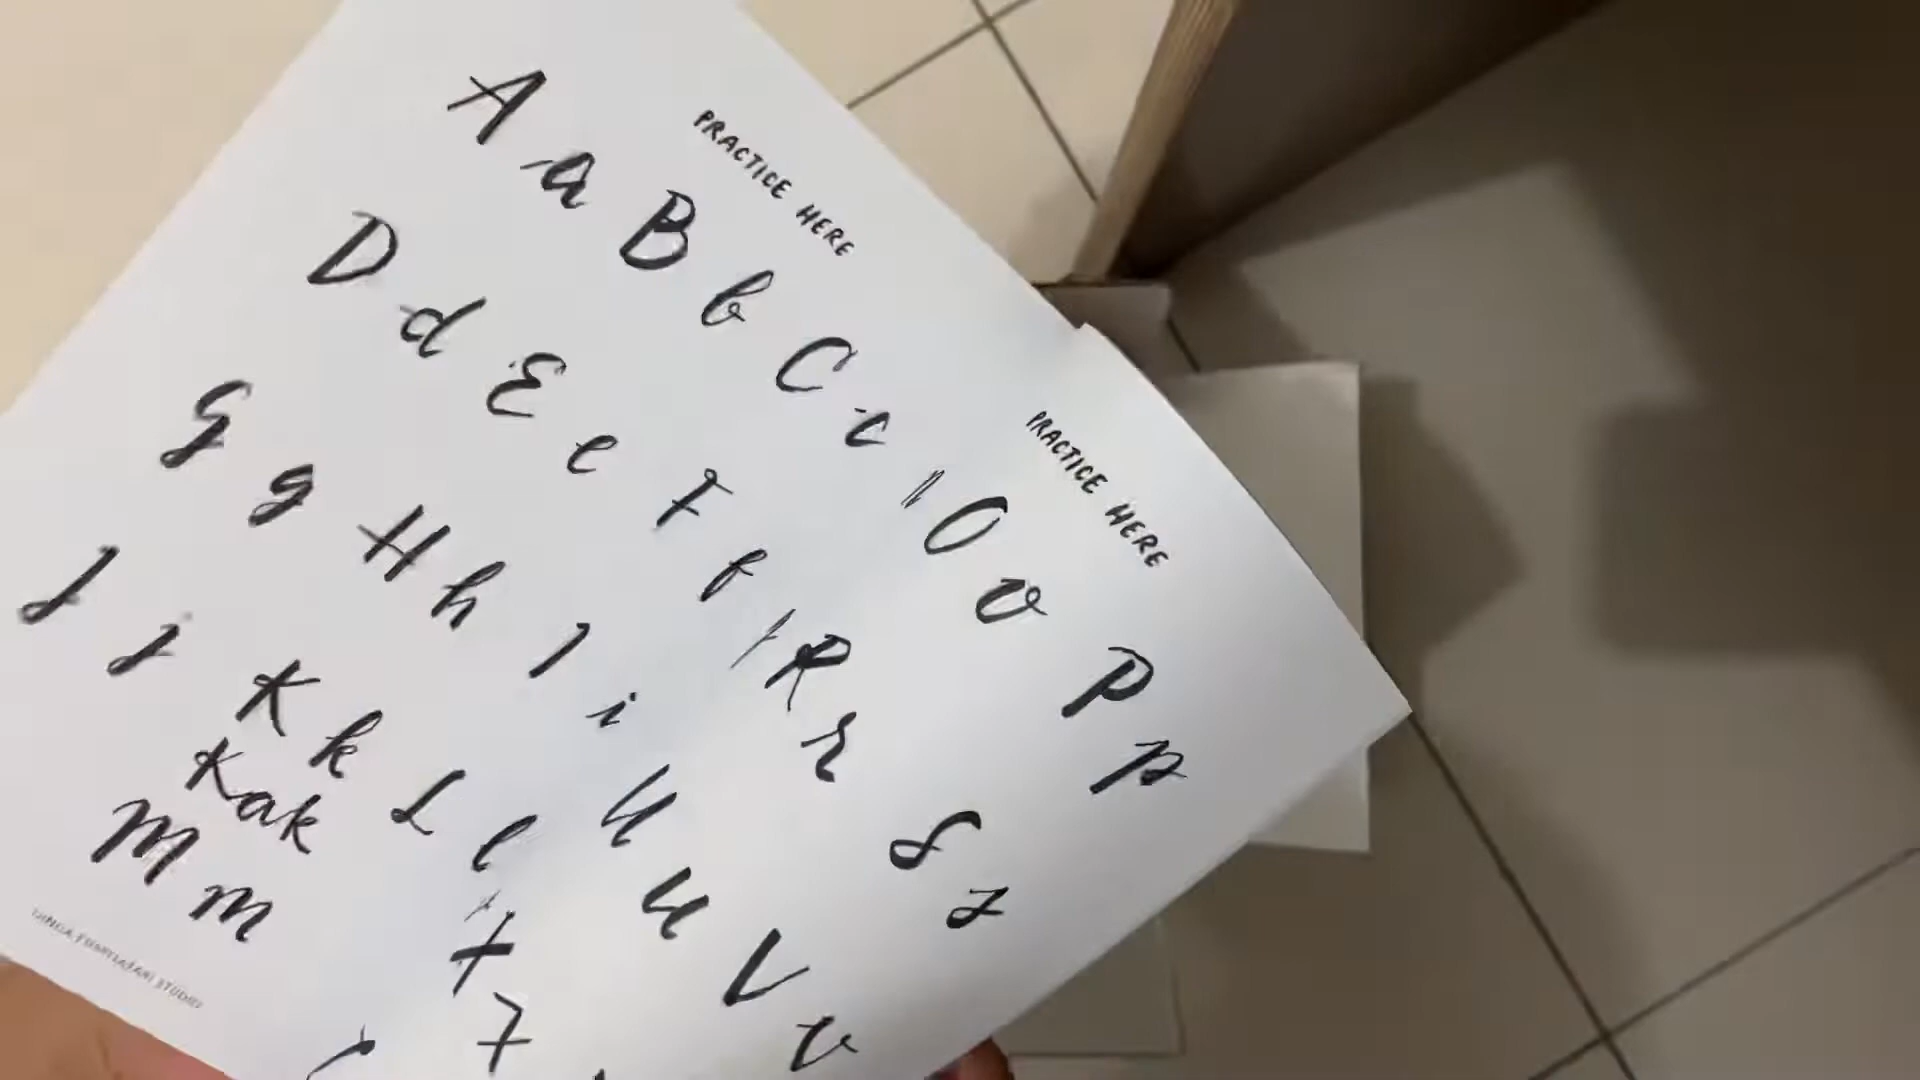 PRACTICE HERE
A a B b C c
D d E e F f
G g H h I i
J j K k L l
Kak
M m
PRACTICE HERE
O o P p
R r S s
U u V v